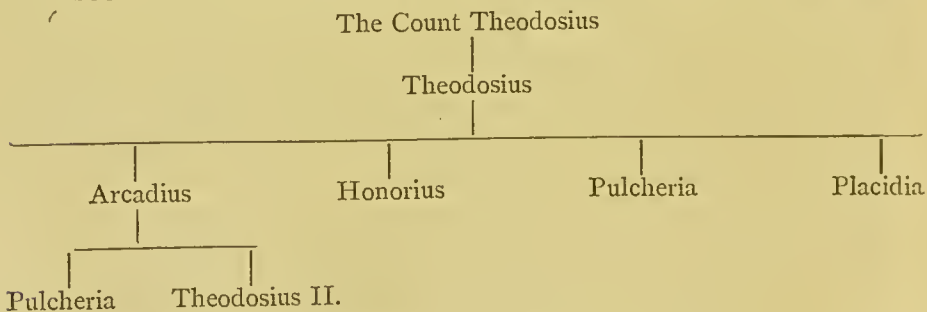 The Count Theodosius
Theodosius
Arcadius Honorius Pulcheria Placidia
Pulcheria Theodosius II.